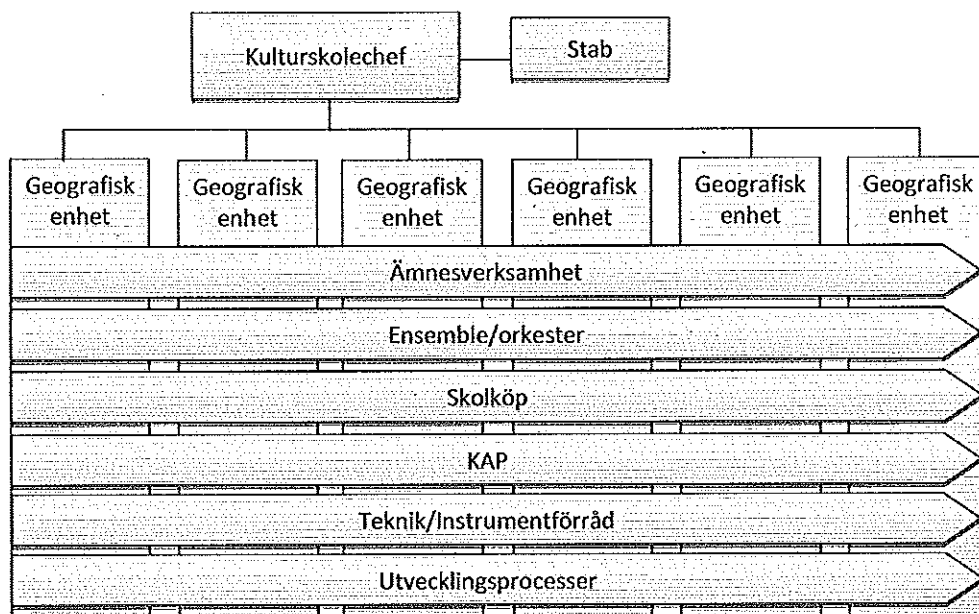 Kulturskolechef
Stab
Geografisk
enhet
Geografisk
enhet
Geografisk
enhet
Geografisk
enhet
Geografisk
enhet
Geografisk
enhet
Ämnesverksamhet
Ensemble/orkester
Skolköp
KAP
Teknik/Instrumentförråd
Utvecklingsprocesser